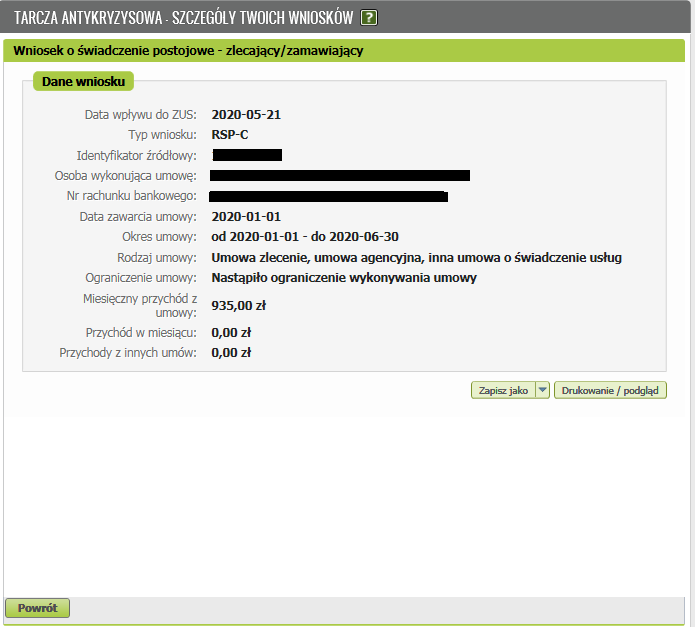 TARCZA ANTYKRYZYSOWA - SZCZEGÓŁY TWOICH WNIOSKÓW ?
Wniosek o świadczenie postojowe - zlecający/zamawiający
Dane wniosku
Data wpływu do ZUS: 2020-05-21
Typ wniosku: RSP-C
Identyfikator źródłowy:
Osoba wykonująca umowę:
Nr rachunku bankowego:
Data zawarcia umowy: 2020-01-01
Okres umowy: od 2020-01-01 - do 2020-06-30
Rodzaj umowy: Umowa zlecenie, umowa agencyjna, inna umowa o świadczenie usług
Ograniczenie umowy: Nastąpiło ograniczenie wykonywania umowy
Miesięczny przychód z
umowy: 935,00 zł
Przychód w miesiącu: 0,00 zł
Przychody z innych umów: 0,00 zł
Zapisz jako Drukowanie / podgląd
Powrót